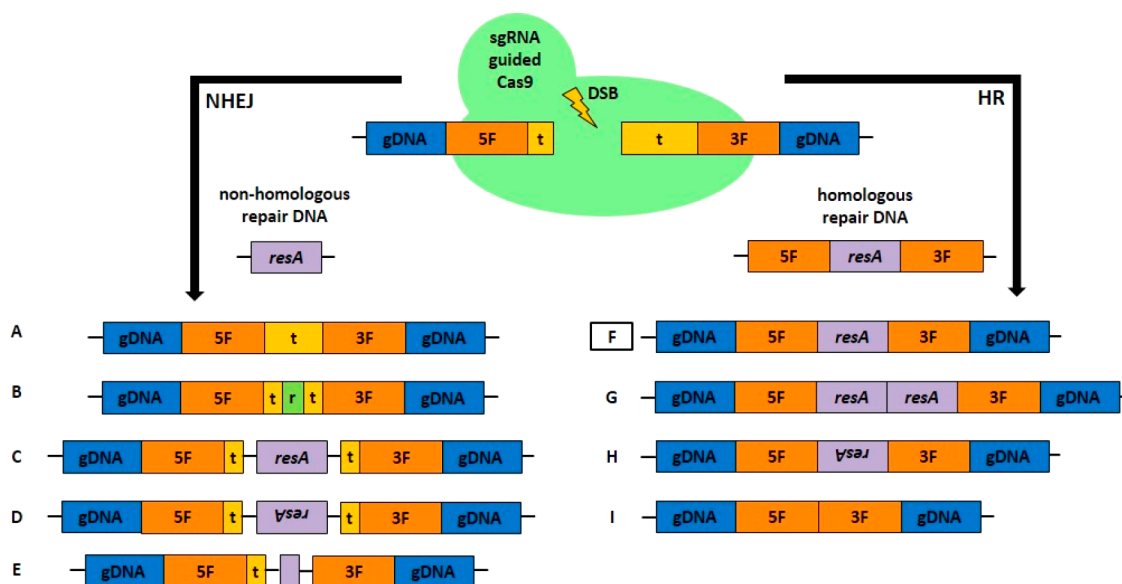 sgRNA
guided
Cas9
NHEJ
DSB
HR
gDNA 5F t t 3F gDNA
non-homologous
repair DNA
homologous
repair DNA
resA
5F resA 3F
A gDNA 5F t 3F gDNA
F gDNA 5F resA 3F gDNA
B gDNA 5F t r t 3F gDNA
G gDNA 5F resA resA 3F gDNA
C gDNA 5F t resA t 3F gDNA
H gDNA 5F resA 3F gDNA
D gDNA 5F t resA t 3F gDNA
I gDNA 5F 3F gDNA
E gDNA 5F t 3F gDNA